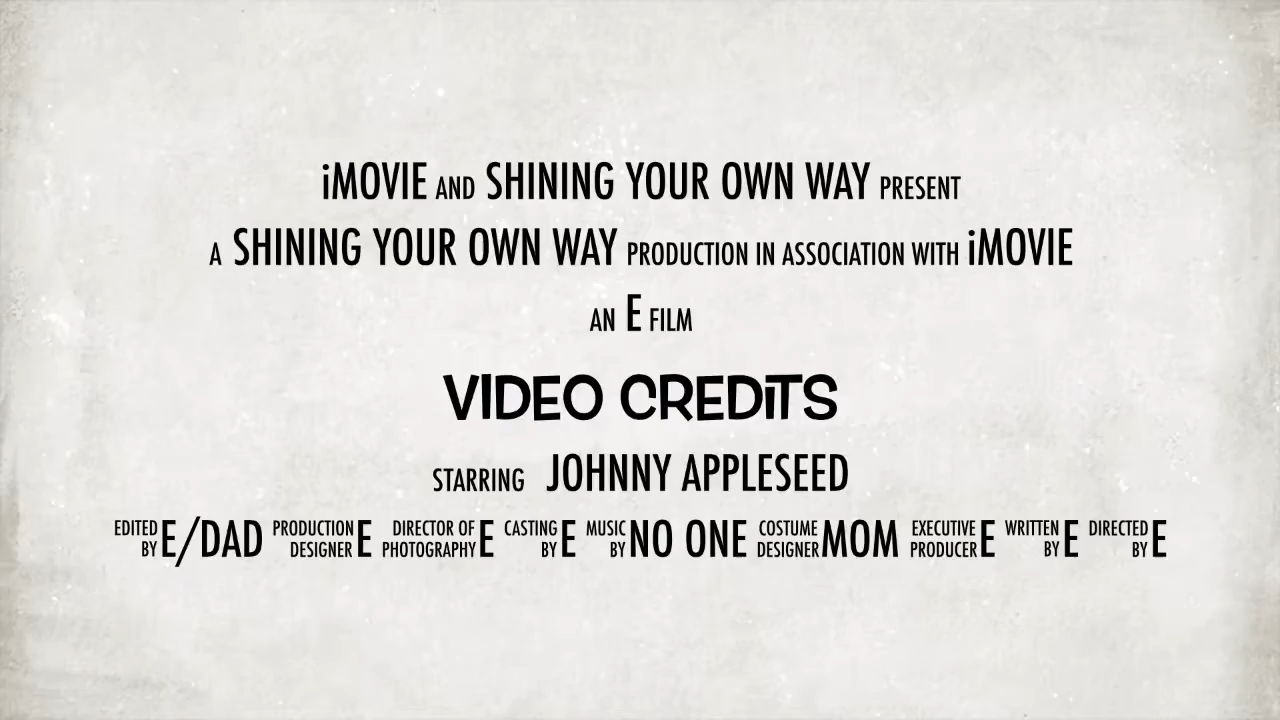 iMOVIE AND SHINING YOUR OWN WAY PRESENT
A SHINING YOUR OWN WAY PRODUCTION IN ASSOCIATION WITH iMOVIE
AN E FILM
VIDEO CREDiTS
STARRING JOHNNY APPLESEED
EDITED BY E/DAD PRODUCTION DESIGNER E DIRECTOR OF PHOTOGRAPHY E CASTING BY E MUSIC BY NO ONE COSTUME DESIGNER MOM EXECUTIVE PRODUCER E WRITTEN BY E DIRECTED BY E